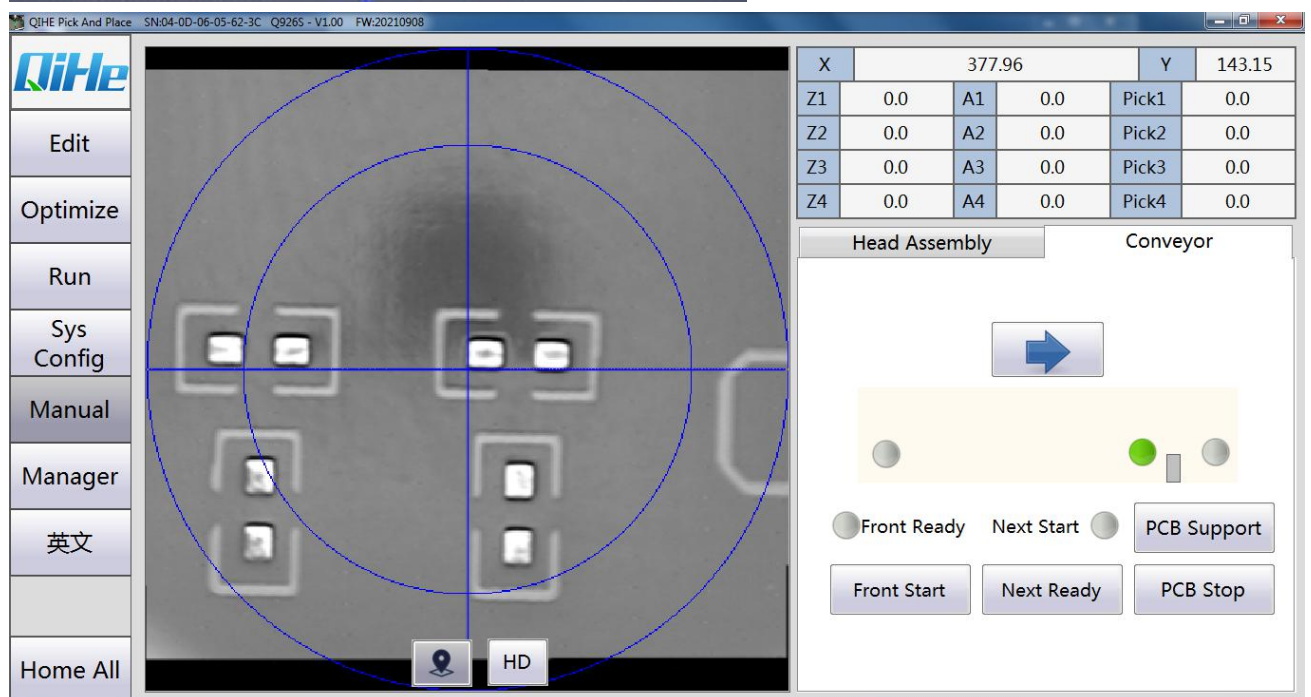 QIHE Pick And Place SN:04-0D-06-05-62-3C Q926S - V1.00 FW:20210908
QiHe
Edit
Optimize
Run
Sys
Config
Manual
Manager
英文
Home All
HD
X 377.96 Y 143.15
Z1 0.0 A1 0.0 Pick1 0.0
Z2 0.0 A2 0.0 Pick2 0.0
Z3 0.0 A3 0.0 Pick3 0.0
Z4 0.0 A4 0.0 Pick4 0.0
Head Assembly Conveyor
Front Ready Next Start PCB Support
Front Start Next Ready PCB Stop